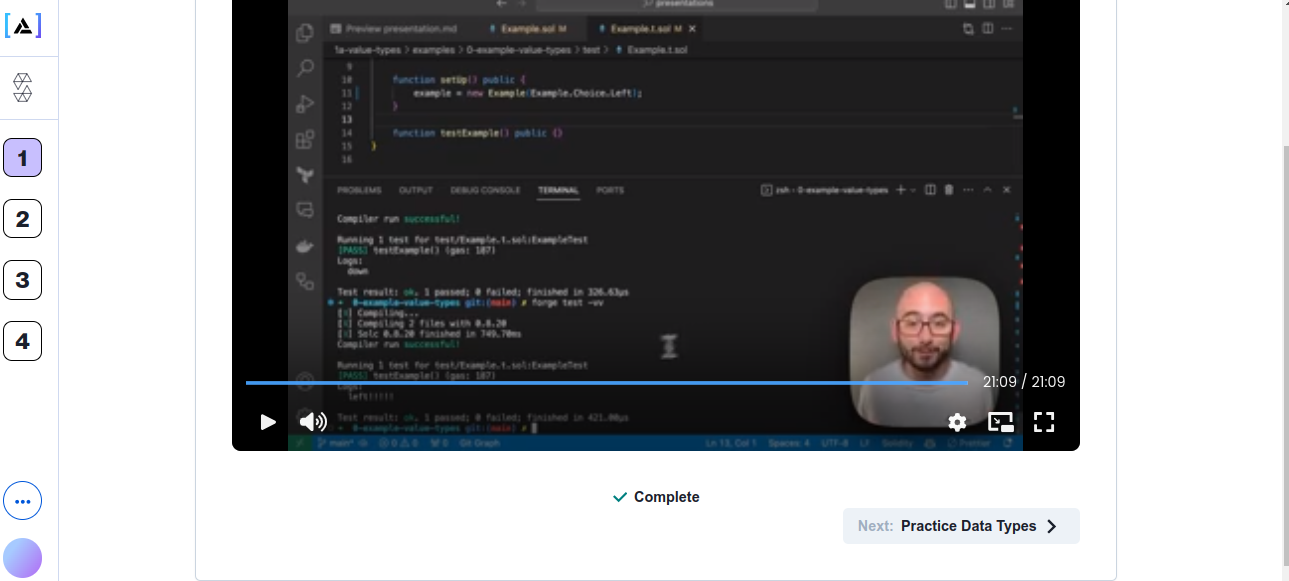 presentations
Preview presentation.md
Example.sol M
Example.t.sol M
1a-value-types > examples > 0-example-value-types > test > Example.t.sol
9
10 function setUp() public {
11 example = new Example(Example.Choice.Left);
12 }
13
14 function testExample() public {}
15 }
16
PROBLEMS OUTPUT DEBUG CONSOLE TERMINAL PORTS
zsh - 0-example-value-types
Compiler run successful!
Running 1 test for test/Example.t.sol:ExampleTest
[PASS] testExample() (gas: 187)
Logs:
down
Test result: ok. 1 passed; 0 failed; finished in 326.63µs
0-example-value-types git:(main) ✗ forge test -vv
Compiling...
Compiling 2 files with 0.8.20
Solc 0.8.20 finished in 749.70ms
Compiler run successful!
Running 1 test for test/Example.t.sol:ExampleTest
[PASS] testExample() (gas: 187)
Logs:
left!!!!!
Test result: ok. 1 passed; 0 failed; finished in 421.00µs
0-example-value-types git:(main) ✗
main* 0 0 0 Git Graph
Ln 13, Col 1 Spaces: 4 UTF-8 LF Solidity Prettier
21:09 / 21:09
1
2
3
4
Complete
Next: Practice Data Types